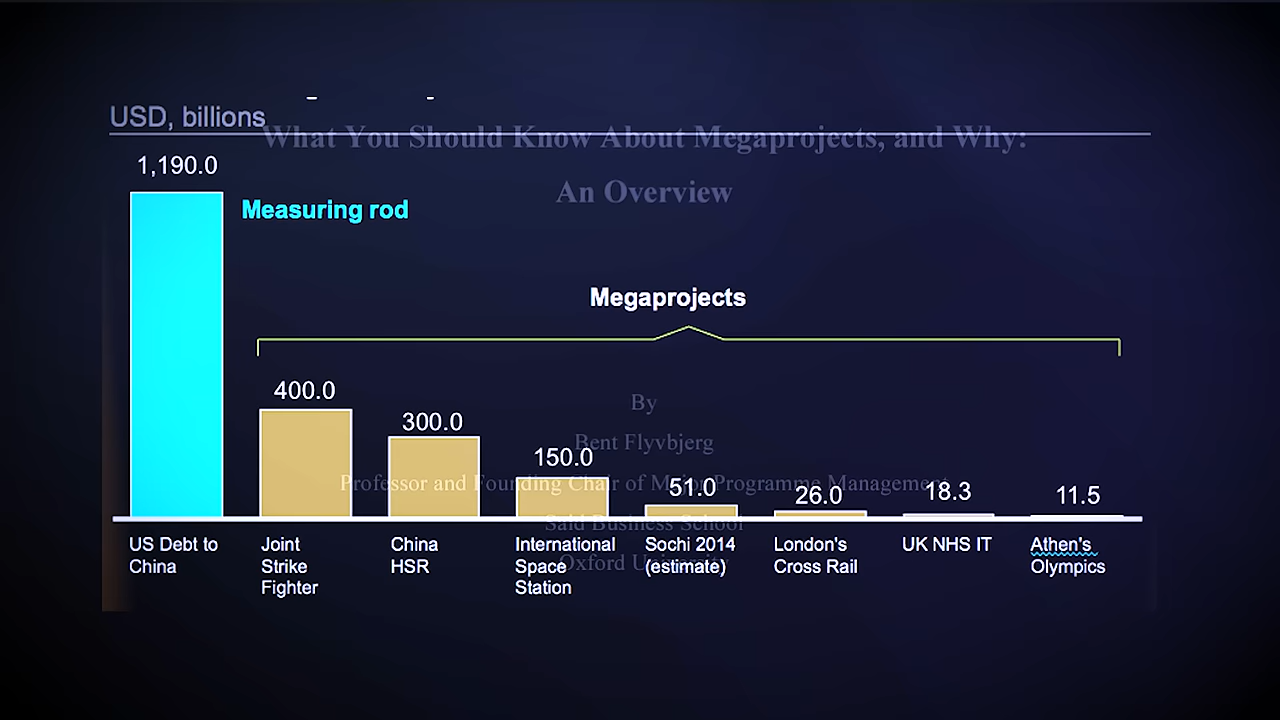 USD, billions
What You Should Know About Megaprojects, and Why:
An Overview
1,190.0
Measuring rod
Megaprojects
400.0
300.0
150.0
51.0
26.0
18.3
11.5
By
Bent Flyvbjerg
Professor and Founding Chair of Major Programme Management
Saïd Business School
Oxford University
US Debt to
China
Joint
Strike
Fighter
China
HSR
International
Space
Station
Sochi 2014
(estimate)
London's
Cross Rail
UK NHS IT
Athen's
Olympics